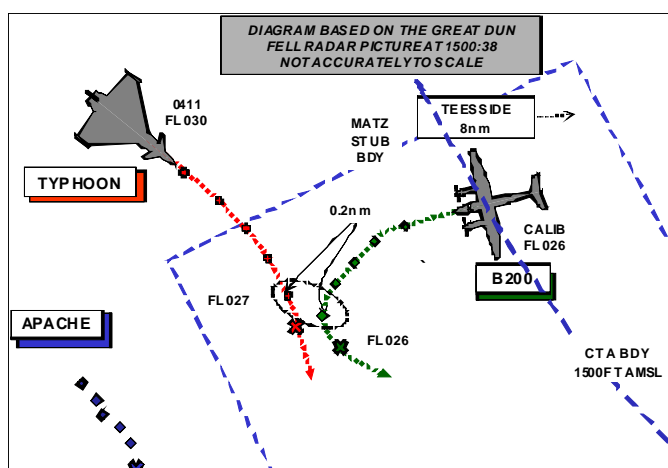 DIAGRAM BASED ON THE GREAT DUN
FELL RADAR PICTURE AT 1500:38
NOT ACCURATELY TO SCALE
0411
FL 030
TYPHOON
MATZ
STUB
BDY
TEESSIDE
8nm
0.2nm
CALIB
FL 026
B200
FL 027
FL 026
APACHE
CTA BDY
1500FT AMSL